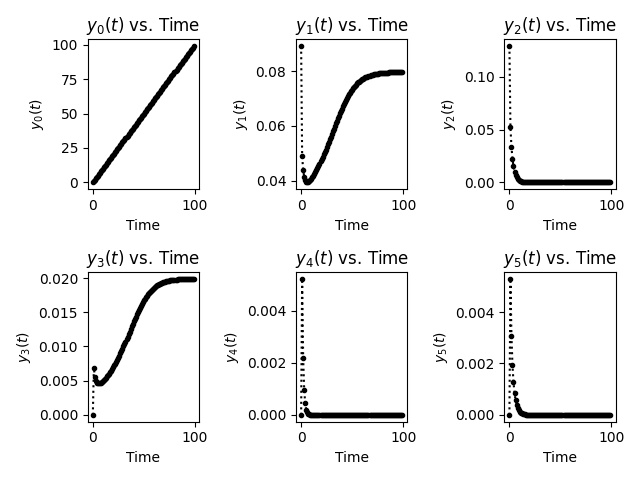 y₀(t) vs. Time
100
75
50
25
0
y₀(t)
0 100
Time
y₁(t) vs. Time
0.08
0.06
0.04
y₁(t)
0 100
Time
y₂(t) vs. Time
0.10
0.05
0.00
y₂(t)
0 100
Time
y₃(t) vs. Time
0.020
0.015
0.010
0.005
0.000
y₃(t)
0 100
Time
y₄(t) vs. Time
0.004
0.002
0.000
y₄(t)
0 100
Time
y₅(t) vs. Time
0.004
0.002
0.000
y₅(t)
0 100
Time